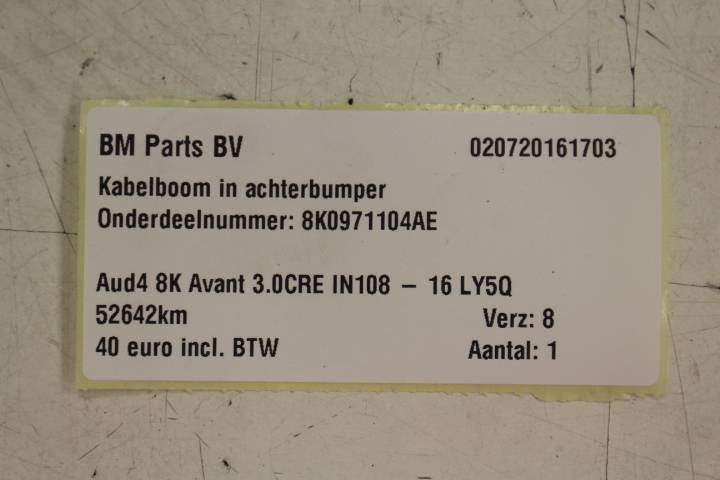 BM Parts BV 020720161703
Kabelboom in achterbumper
Onderdeelnummer: 8K0971104AE
Aud4 8K Avant 3.0CRE IN108 – 16 LY5Q
52642km Verz: 8
40 euro incl. BTW Aantal: 1